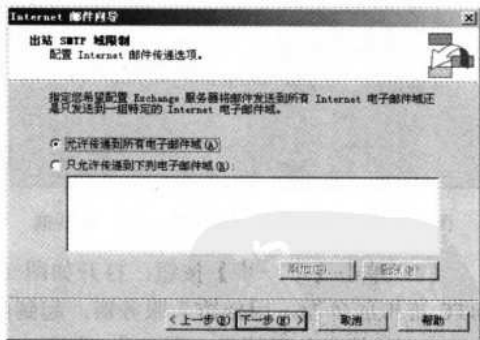 Internet 邮件向导
出站 SMTP 域限制
配置 Internet 邮件传递选项。
指定您希望配置 Exchange 服务器将邮件发送到所有 Internet 电子邮件域还
是只发送到一组特定的 Internet 电子邮件域。
允许传递到所有电子邮件域(A)
只允许传递到下列电子邮件域(R):
添加(D)... 删除(M)
<上一步(B) 下一步(N)> 取消 帮助